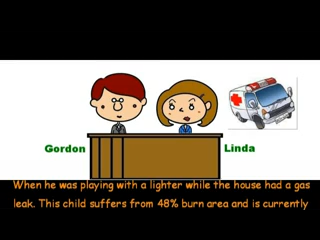 Gordon
Linda
When he was playing with a lighter while the house had a gas
leak. This child suffers from 48% burn area and is currently